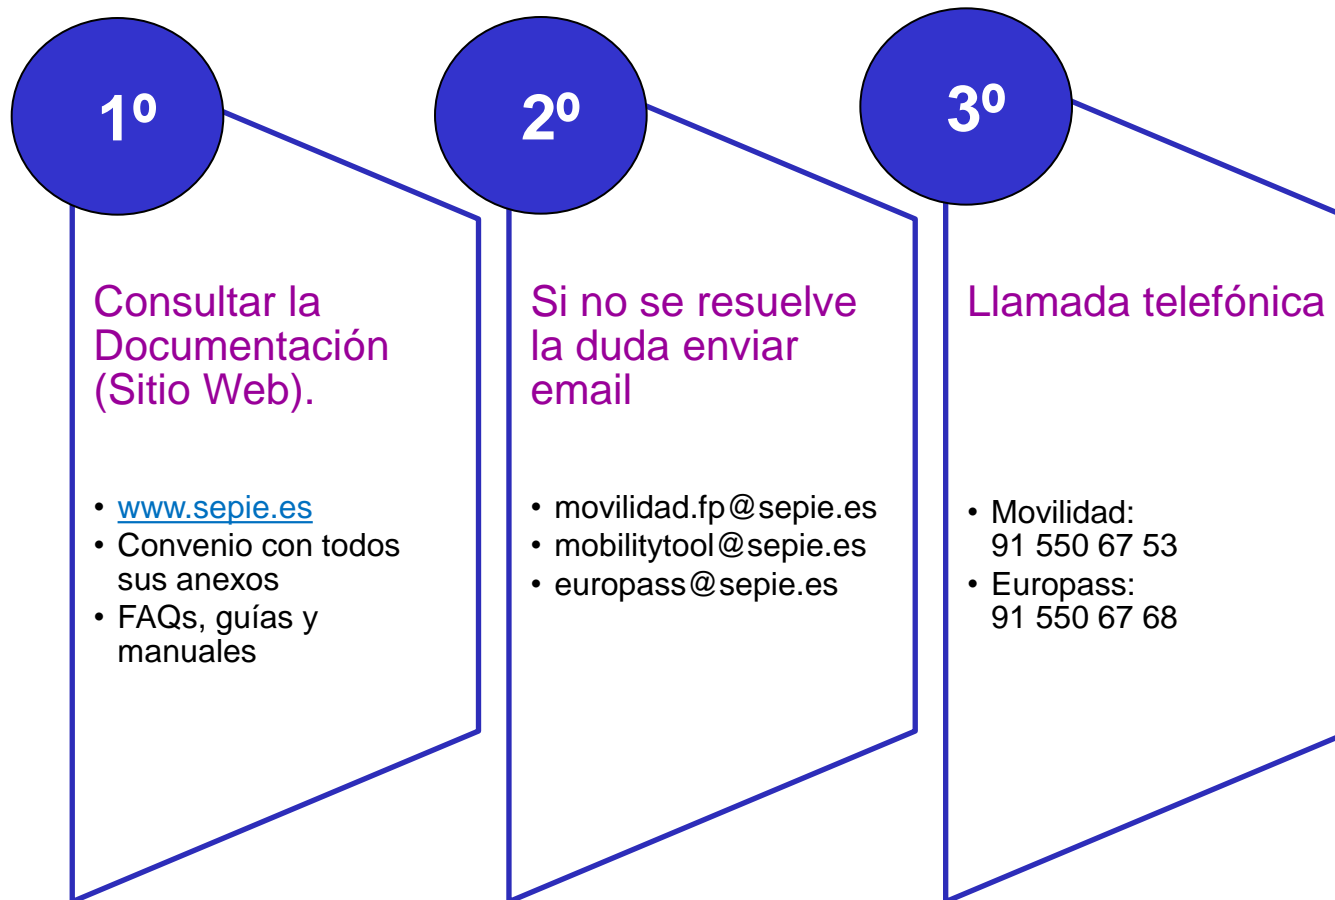 1º
Consultar la
Documentación
(Sitio Web).
• www.sepie.es
• Convenio con todos
sus anexos
• FAQs, guías y
manuales
2º
Si no se resuelve
la duda enviar
email
• movilidad.fp@sepie.es
• mobilitytool@sepie.es
• europass@sepie.es
3º
Llamada telefónica
• Movilidad:
91 550 67 53
• Europass:
91 550 67 68